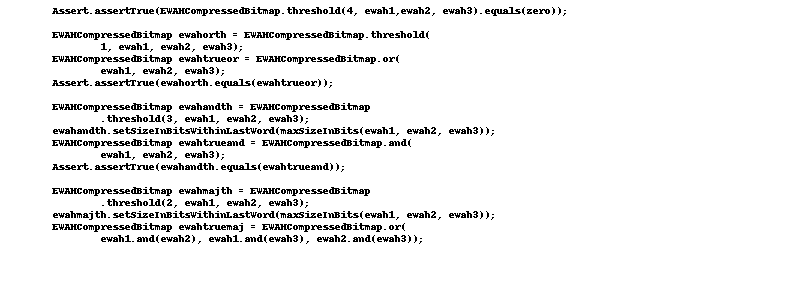 Assert.assertTrue(EWAHCompressedBitmap.threshold(4, ewah1,ewah2, ewah3).equals(zero));
EWAHCompressedBitmap ewahorth = EWAHCompressedBitmap.threshold(
1, ewah1, ewah2, ewah3);
EWAHCompressedBitmap ewahtrueor = EWAHCompressedBitmap.or(
ewah1, ewah2, ewah3);
Assert.assertTrue(ewahorth.equals(ewahtrueor));
EWAHCompressedBitmap ewahandth = EWAHCompressedBitmap
.threshold(3, ewah1, ewah2, ewah3);
ewahandth.setSizeInBitsWithinLastWord(maxSizeInBits(ewah1, ewah2, ewah3));
EWAHCompressedBitmap ewahtrueand = EWAHCompressedBitmap.and(
ewah1, ewah2, ewah3);
Assert.assertTrue(ewahandth.equals(ewahtrueand));
EWAHCompressedBitmap ewahmajth = EWAHCompressedBitmap
.threshold(2, ewah1, ewah2, ewah3);
ewahmajth.setSizeInBitsWithinLastWord(maxSizeInBits(ewah1, ewah2, ewah3));
EWAHCompressedBitmap ewahtruemaj = EWAHCompressedBitmap.or(
ewah1.and(ewah2), ewah1.and(ewah3), ewah2.and(ewah3));